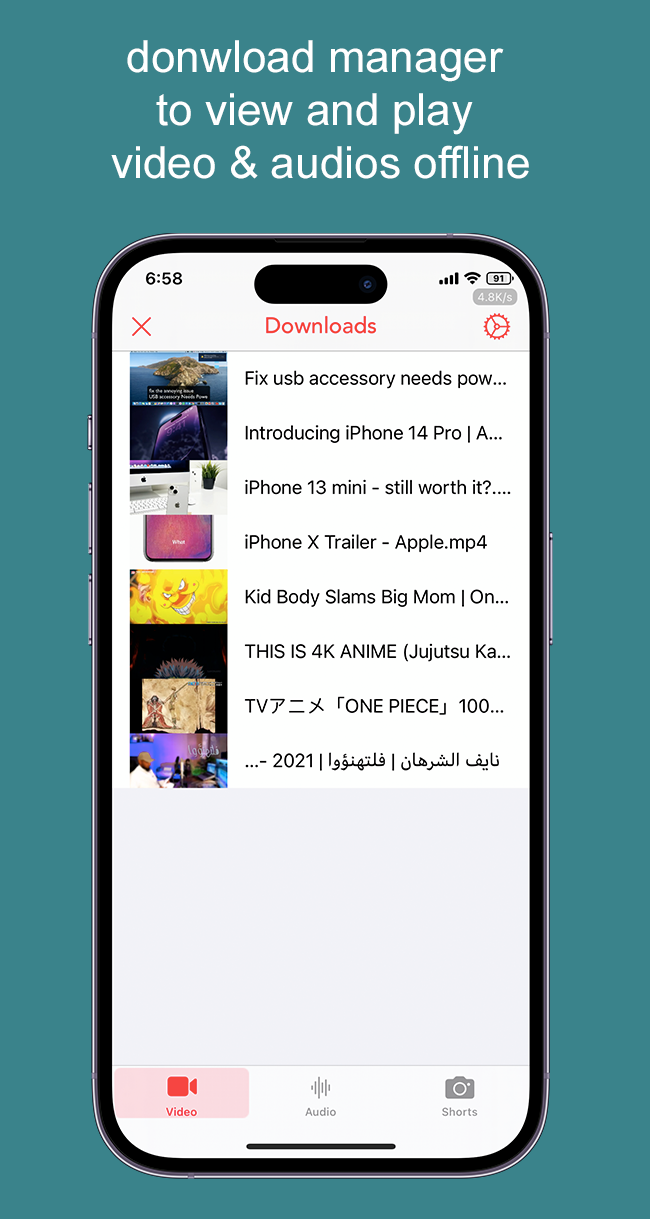 donwload manager
to view and play
video & audios offline
6:58
91
4.8K/s
Downloads
fix the annoying issue
USB accessory Needs Powe
Fix usb accessory needs pow...
Introducing iPhone 14 Pro | A...
iPhone 13 mini - still worth it?....
What
iPhone X Trailer - Apple.mp4
Kid Body Slams Big Mom | On...
THIS IS 4K ANIME (Jujutsu Ka...
TVアニメ「ONE PIECE」100...
نايف الشرهان | فلتهنؤوا | 2021 -...
Video
Audio
Shorts